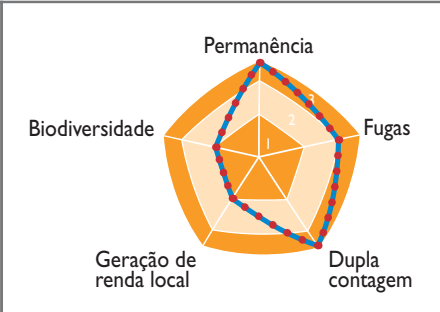 Permanência
3
Biodiversidade
2
Fugas
1
Geração de
renda local
Dupla
contagem